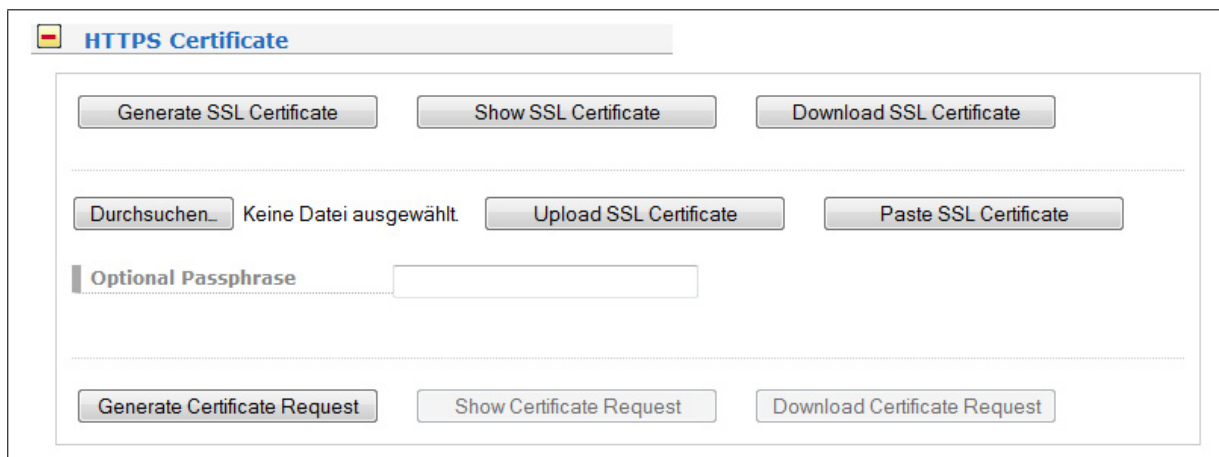 HTTPS Certificate
Generate SSL Certificate Show SSL Certificate Download SSL Certificate
Durchsuchen... Keine Datei ausgewählt. Upload SSL Certificate Paste SSL Certificate
Optional Passphrase
Generate Certificate Request Show Certificate Request Download Certificate Request